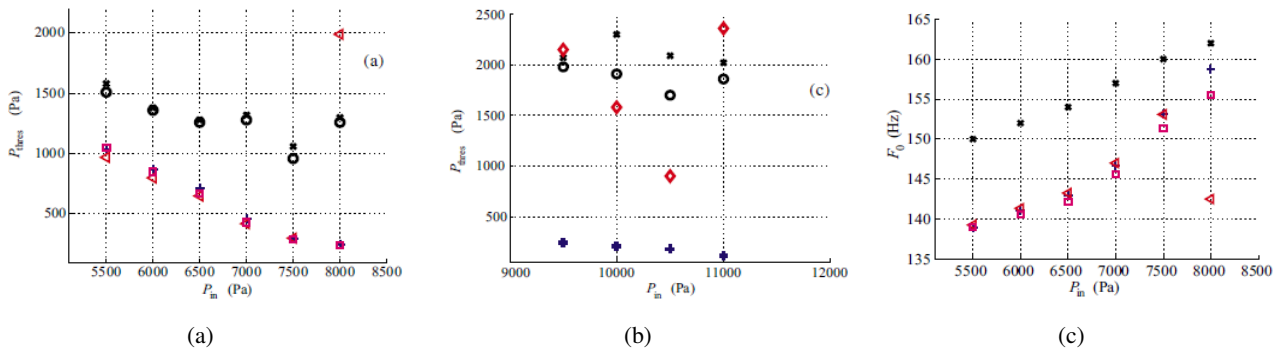 2000
1500
1000
500
P_thres (Pa)
(a)
5500 6000 6500 7000 7500 8000 8500
P_in (Pa)
(a)
2500
2000
1500
1000
500
P_thres (Pa)
(c)
9000 10000 11000 12000
P_in (Pa)
(b)
165
160
155
150
145
140
135
F_0 (Hz)
5500 6000 6500 7000 7500 8000 8500
P_in (Pa)
(c)